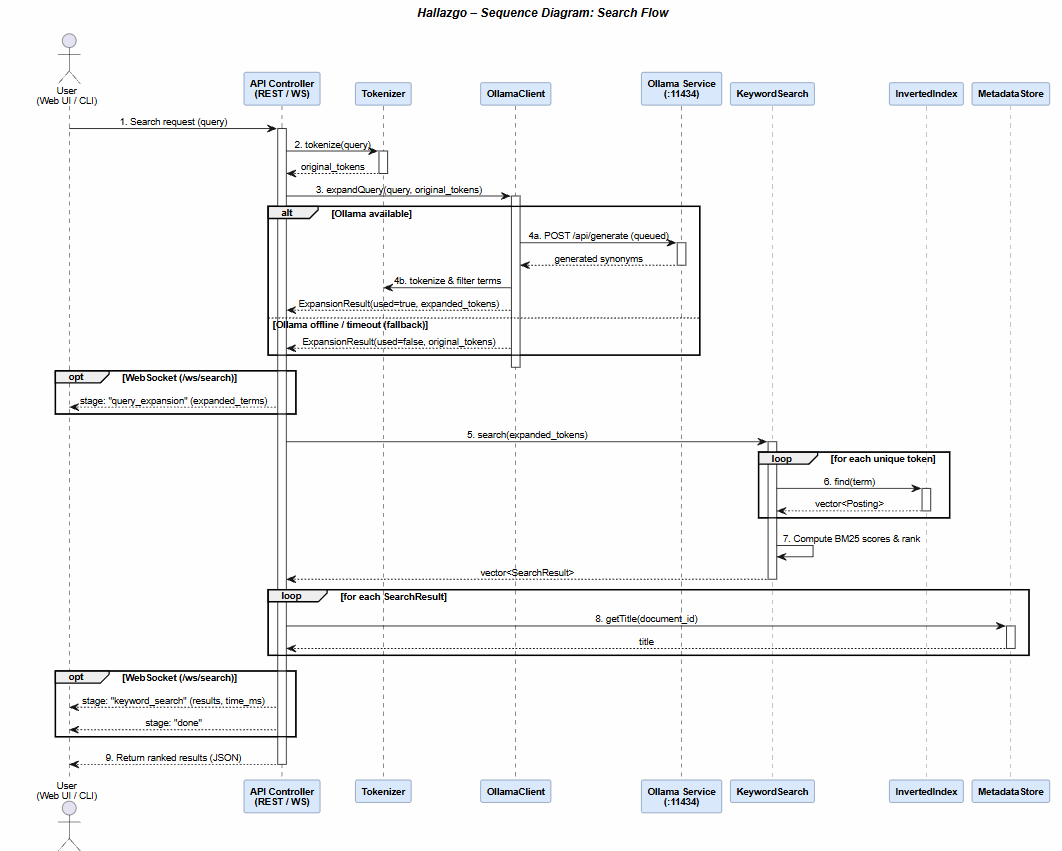 Hallazgo – Sequence Diagram: Search Flow
User
(Web UI / CLI)
API Controller
(REST / WS)
Tokenizer
OllamaClient
Ollama Service
(:11434)
KeywordSearch
InvertedIndex
MetadataStore
1. Search request (query)
2. tokenize(query)
original_tokens
3. expandQuery(query, original_tokens)
alt
[Ollama available]
4a. POST /api/generate (queued)
generated synonyms
4b. tokenize & filter terms
ExpansionResult(used=true, expanded_tokens)
[Ollama offline / timeout (fallback)]
ExpansionResult(used=false, original_tokens)
opt
[WebSocket (/ws/search)]
stage: "query_expansion" (expanded_terms)
5. search(expanded_tokens)
loop
[for each unique token]
6. find(term)
vector<Posting>
7. Compute BM25 scores & rank
vector<SearchResult>
loop
[for each SearchResult]
8. getTitle(document_id)
title
opt
[WebSocket (/ws/search)]
stage: "keyword_search" (results, time_ms)
stage: "done"
9. Return ranked results (JSON)
User
(Web UI / CLI)
API Controller
(REST / WS)
Tokenizer
OllamaClient
Ollama Service
(:11434)
KeywordSearch
InvertedIndex
MetadataStore